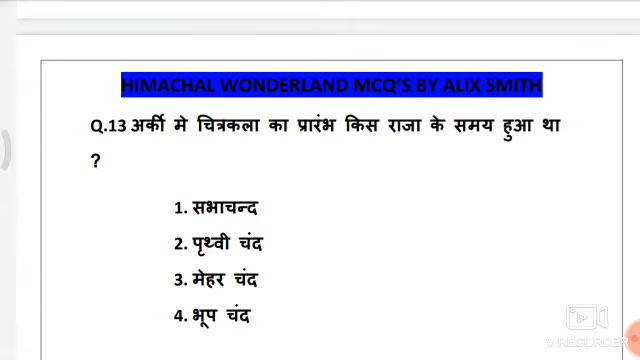 HIMACHAL WONDERLAND MCQ'S BY ALIX SMITH
Q.13 अर्की मे चित्रकला का प्रारंभ किस राजा के समय हुआ था
?
1. सभाचन्द
2. पृथ्वी चंद
3. मेहर चंद
4. भूप चंद
V RECORDER